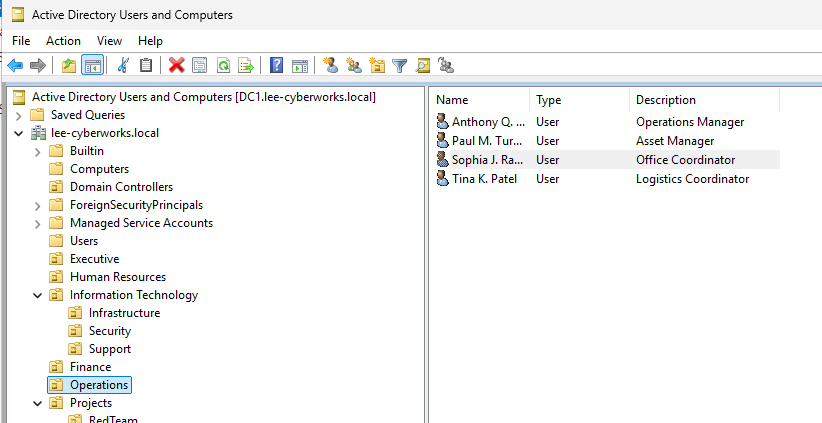 Active Directory Users and Computers
File Action View Help
Active Directory Users and Computers [DC1.lee-cyberworks.local]
Saved Queries
lee-cyberworks.local
Builtin
Computers
Domain Controllers
ForeignSecurityPrincipals
Managed Service Accounts
Users
Executive
Human Resources
Information Technology
Infrastructure
Security
Support
Finance
Operations
Projects
RedTeam
Name Type Description
Anthony Q. ... User Operations Manager
Paul M. Tur... User Asset Manager
Sophia J. Ra... User Office Coordinator
Tina K. Patel User Logistics Coordinator